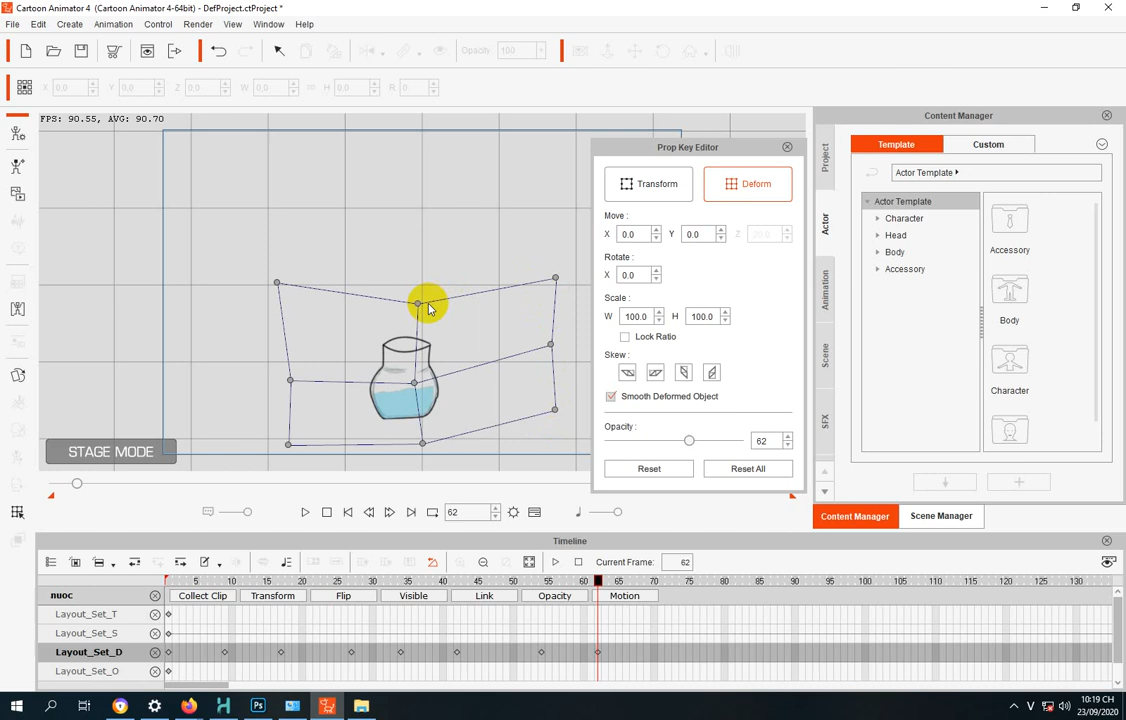 Cartoon Animator 4 (Cartoon Animator 4-64bit) - DefProject.ctProject *
File Edit Create Animation Control Render View Window Help
Opacity 100
X 0.0 Y 0.0 Z 0.0 W 0.0 H 0.0 R 0
FPS: 90.55, AVG: 90.70
Content Manager
Prop Key Editor
Template Custom
Transform Deform
Actor Template
Move :
X 0.0 Y 0.0 Z 20.0
Rotate :
X 0.0
Scale :
W 100.0 H 100.0
Lock Ratio
Skew :
Smooth Deformed Object
Opacity :
62
Reset Reset All
Project
Actor
Animation
Scene
SFX
Actor Template
Character
Head
Body
Accessory
Accessory
Body
Character
STAGE MODE
62
Content Manager Scene Manager
Timeline
Current Frame: 62
5 10 15 20 25 30 35 40 45 50 55 60 65 70 75 80 85 90 95 100 105 110 115 120 125 130
nuoc Collect Clip Transform Flip Visible Link Opacity Motion
Layout_Set_T
Layout_Set_S
Layout_Set_D
Layout_Set_O
V 10:19 CH
23/09/2020